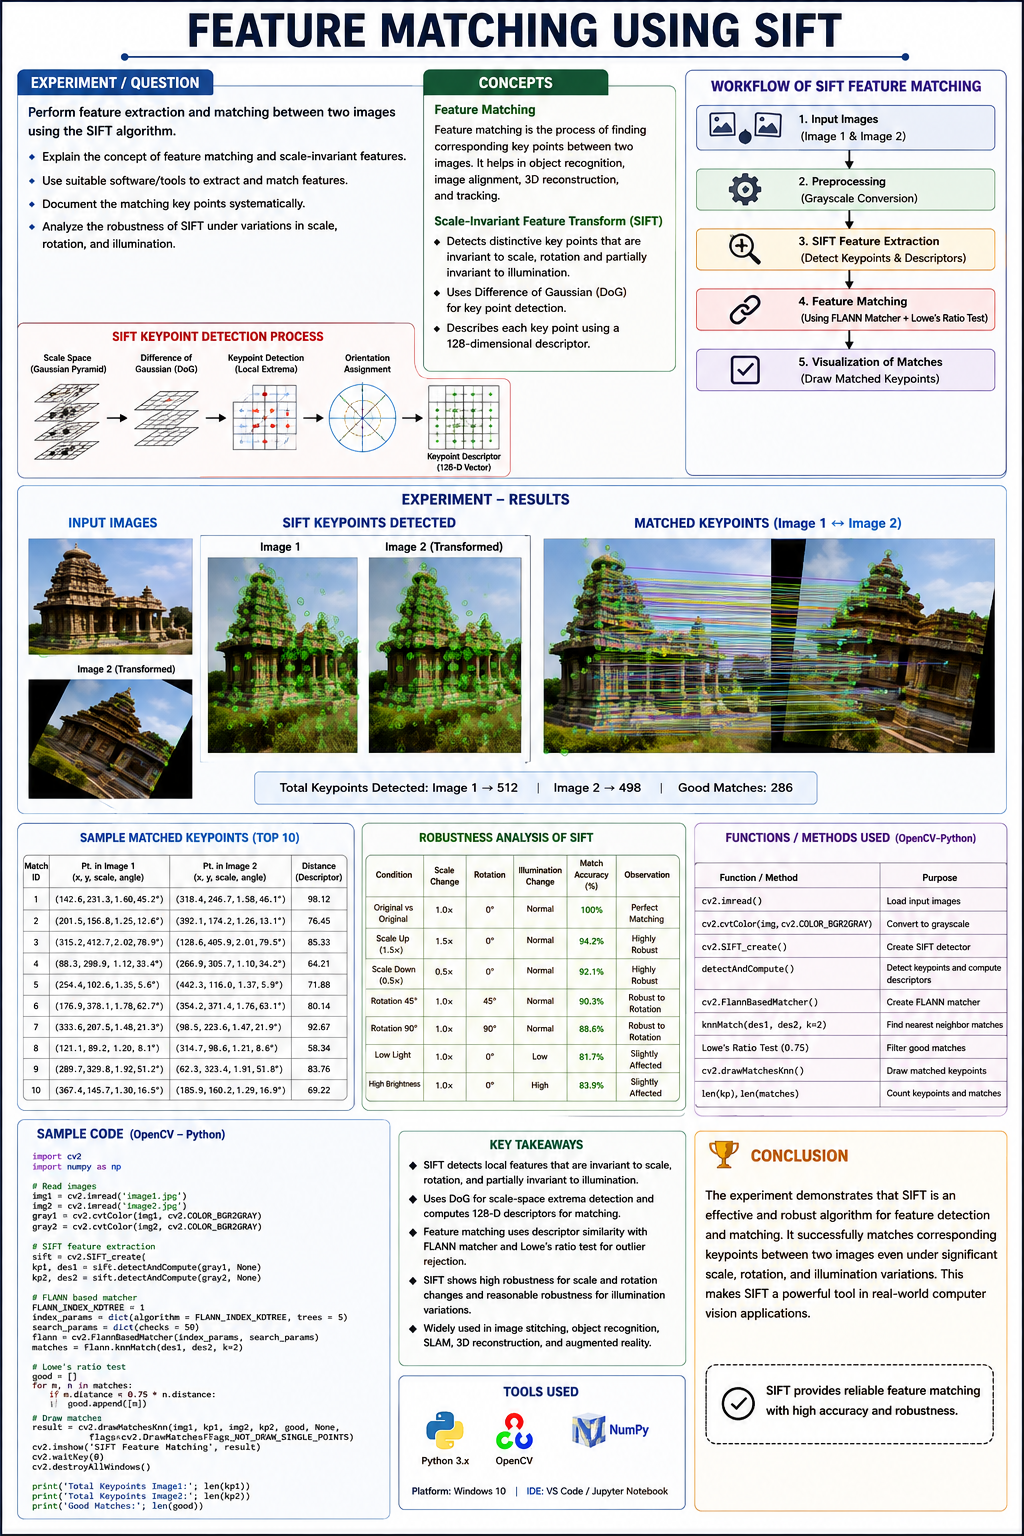 FEATURE MATCHING USING SIFT
EXPERIMENT / QUESTION
Perform feature extraction and matching between two images
using the SIFT algorithm.
Explain the concept of feature matching and scale-invariant features.
Use suitable software/tools to extract and match features.
Document the matching key points systematically.
Analyze the robustness of SIFT under variations in scale,
rotation, and illumination.
CONCEPTS
Feature Matching
Feature matching is the process of finding
corresponding key points between two
images. It helps in object recognition,
image alignment, 3D reconstruction,
and tracking.
Scale-Invariant Feature Transform (SIFT)
Detects distinctive key points that are
invariant to scale, rotation and partially
invariant to illumination.
Uses Difference of Gaussian (DoG)
for key point detection.
Describes each key point using a
128-dimensional descriptor.
WORKFLOW OF SIFT FEATURE MATCHING
1. Input Images
(Image 1 & Image 2)
2. Preprocessing
(Grayscale Conversion)
3. SIFT Feature Extraction
(Detect Keypoints & Descriptors)
4. Feature Matching
(Using FLANN Matcher + Lowe's Ratio Test)
5. Visualization of Matches
(Draw Matched Keypoints)
SIFT KEYPOINT DETECTION PROCESS
Scale Space
(Gaussian Pyramid)
Difference of
Gaussian (DoG)
Keypoint Detection
(Local Extrema)
Orientation
Assignment
Keypoint Descriptor
(128-D Vector)
EXPERIMENT – RESULTS
INPUT IMAGES
Image 2 (Transformed)
SIFT KEYPOINTS DETECTED
Image 1
Image 2 (Transformed)
MATCHED KEYPOINTS (Image 1 ↔ Image 2)
Total Keypoints Detected: Image 1 → 512 | Image 2 → 498 | Good Matches: 286
SAMPLE MATCHED KEYPOINTS (TOP 10)
Match ID | Pt. in Image 1 (x, y, scale, angle) | Pt. in Image 2 (x, y, scale, angle) | Distance (Descriptor)
1 (142.6, 231.3, 1.60, 45.2°) (318.4, 246.7, 1.58, 46.1°) 98.12
2 (201.5, 156.8, 1.25, 12.6°) (392.1, 174.2, 1.26, 13.1°) 76.45
3 (315.2, 412.7, 2.02, 78.9°) (128.6, 405.9, 2.01, 79.5°) 85.33
4 (88.3, 298.9, 1.12, 33.4°) (266.9, 305.7, 1.10, 34.2°) 64.21
5 (254.4, 102.6, 1.35, 5.6°) (442.3, 116.0, 1.37, 5.9°) 71.88
6 (176.9, 378.1, 1.78, 62.7°) (354.2, 371.4, 1.76, 63.1°) 80.14
7 (333.6, 207.5, 1.48, 21.3°) (98.5, 223.6, 1.47, 21.9°) 92.67
8 (121.1, 89.2, 1.20, 8.1°) (314.7, 98.6, 1.21, 8.6°) 58.34
9 (289.7, 329.8, 1.92, 51.2°) (62.3, 323.4, 1.91, 51.8°) 83.76
10 (367.4, 145.7, 1.30, 16.5°) (185.9, 160.2, 1.29, 16.9°) 69.22
ROBUSTNESS ANALYSIS OF SIFT
Condition | Scale Change | Rotation | Illumination Change | Match Accuracy (%) | Observation
Original vs Original 1.0× 0° Normal 100% Perfect Matching
Scale Up (1.5×) 1.5× 0° Normal 94.2% Highly Robust
Scale Down (0.5×) 0.5× 0° Normal 92.1% Highly Robust
Rotation 45° 1.0× 45° Normal 90.3% Robust to Rotation
Rotation 90° 1.0× 90° Normal 88.6% Robust to Rotation
Low Light 1.0× 0° Low 81.7% Slightly Affected
High Brightness 1.0× 0° High 83.9% Slightly Affected
FUNCTIONS / METHODS USED (OpenCV-Python)
Function / Method | Purpose
cv2.imread() Load input images
cv2.cvtColor(img, cv2.COLOR_BGR2GRAY) Convert to grayscale
cv2.SIFT_create() Create SIFT detector
detectAndCompute() Detect keypoints and compute descriptors
cv2.FlannBasedMatcher() Create FLANN matcher
knnMatch(des1, des2, k=2) Find nearest neighbor matches
Lowe's Ratio Test (0.75) Filter good matches
cv2.drawMatchesKnn() Draw matched keypoints
len(kp), len(matches) Count keypoints and matches
SAMPLE CODE (OpenCV – Python)
import cv2
import numpy as np
# Read images
img1 = cv2.imread('image1.jpg')
img2 = cv2.imread('image2.jpg')
gray1 = cv2.cvtColor(img1, cv2.COLOR_BGR2GRAY)
gray2 = cv2.cvtColor(img2, cv2.COLOR_BGR2GRAY)
# SIFT feature extraction
sift = cv2.SIFT_create(
kp1, des1 = sift.detectAndCompute(gray1, None)
kp2, des2 = sift.detectAndCompute(gray2, None)
# FLANN based matcher
FLANN_INDEX_KDTREE = 1
index_params = dict(algorithm = FLANN_INDEX_KDTREE, trees = 5)
search_params = dict(checks = 50)
flann = cv2.FlannBasedMatcher(index_params, search_params)
matches = flann.knnMatch(des1, des2, k=2)
# Lowe's ratio test
good = []
for m, n in matches:
if m.distance < 0.75 * n.distance:
good.append([m])
# Draw matches
result = cv2.drawMatchesKnn(img1, kp1, img2, kp2, good, None,
cv2.imshow('SIFT Feature Matching', result)
cv2.waitKey(0)
cv2.destroyAllWindows()
print('Total Keypoints Image1:'; len(kp1))
print('Total Keypoints Image2:'; len(kp2))
print('Good Matches:'; len(good))
KEY TAKEAWAYS
SIFT detects local features that are invariant to scale,
rotation, and partially invariant to illumination.
Uses DoG for scale-space extrema detection and
computes 128-D descriptors for matching.
Feature matching uses descriptor similarity with
FLANN matcher and Lowe's ratio test for outlier
rejection.
SIFT shows high robustness for scale and rotation
changes and reasonable robustness for illumination
variations.
Widely used in image stitching, object recognition,
SLAM, 3D reconstruction, and augmented reality.
TOOLS USED
Python 3.x
OpenCV
NumPy
Platform: Windows 10 | IDE: VS Code / Jupyter Notebook
CONCLUSION
The experiment demonstrates that SIFT is an
effective and robust algorithm for feature detection
and matching. It successfully matches corresponding
keypoints between two images even under significant
scale, rotation, and illumination variations. This
makes SIFT a powerful tool in real-world computer
vision applications.
SIFT provides reliable feature matching
with high accuracy and robustness.